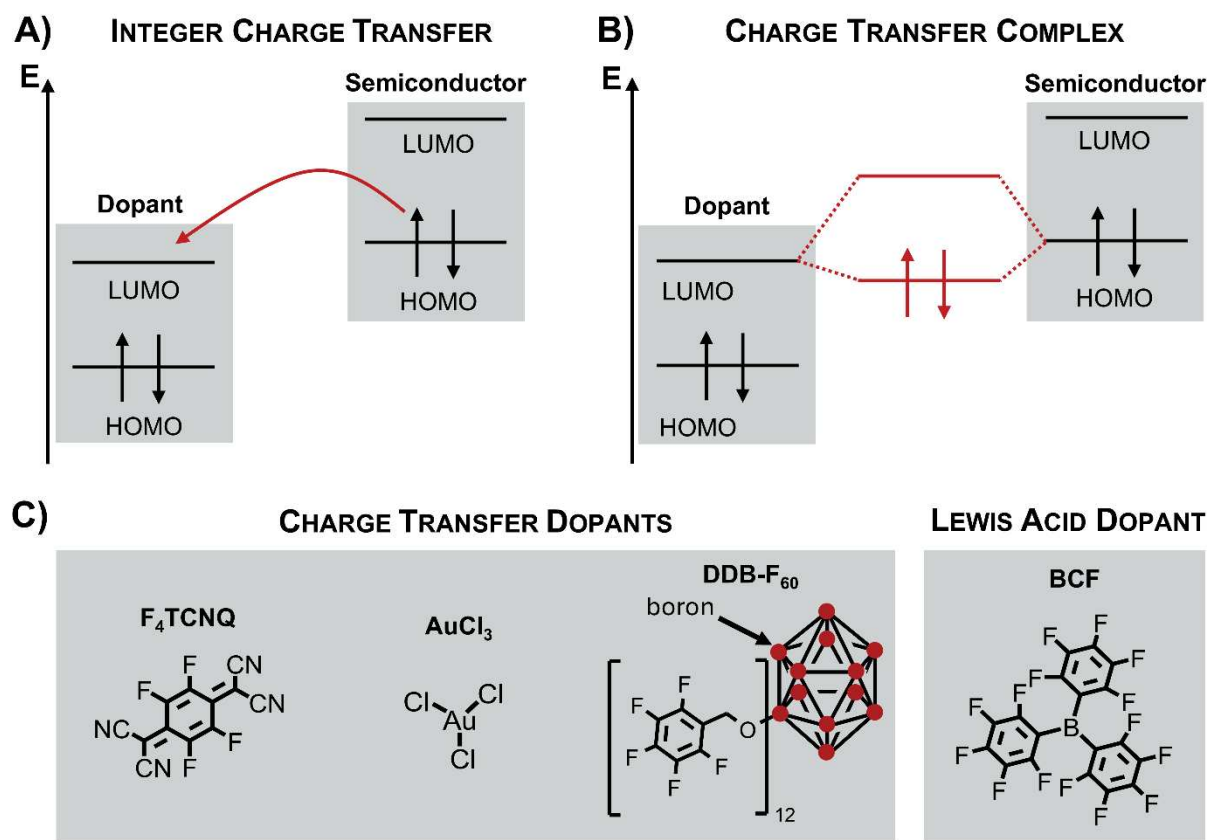 A) INTEGER CHARGE TRANSFER
E
Semiconductor
LUMO
Dopant
LUMO
HOMO
HOMO
B) CHARGE TRANSFER COMPLEX
E
Semiconductor
LUMO
Dopant
LUMO
HOMO
HOMO
C) CHARGE TRANSFER DOPANTS
F₄TCNQ
F
CN
CN
NC
F
F
CN
F
AuCl₃
Cl
Cl
Au
Cl
DDB-F₆₀
boron
F
F
F
O
F
F
12
LEWIS ACID DOPANT
BCF
F
F
F
F
F
F
F
B
F
F
F
F
F
F
F
F